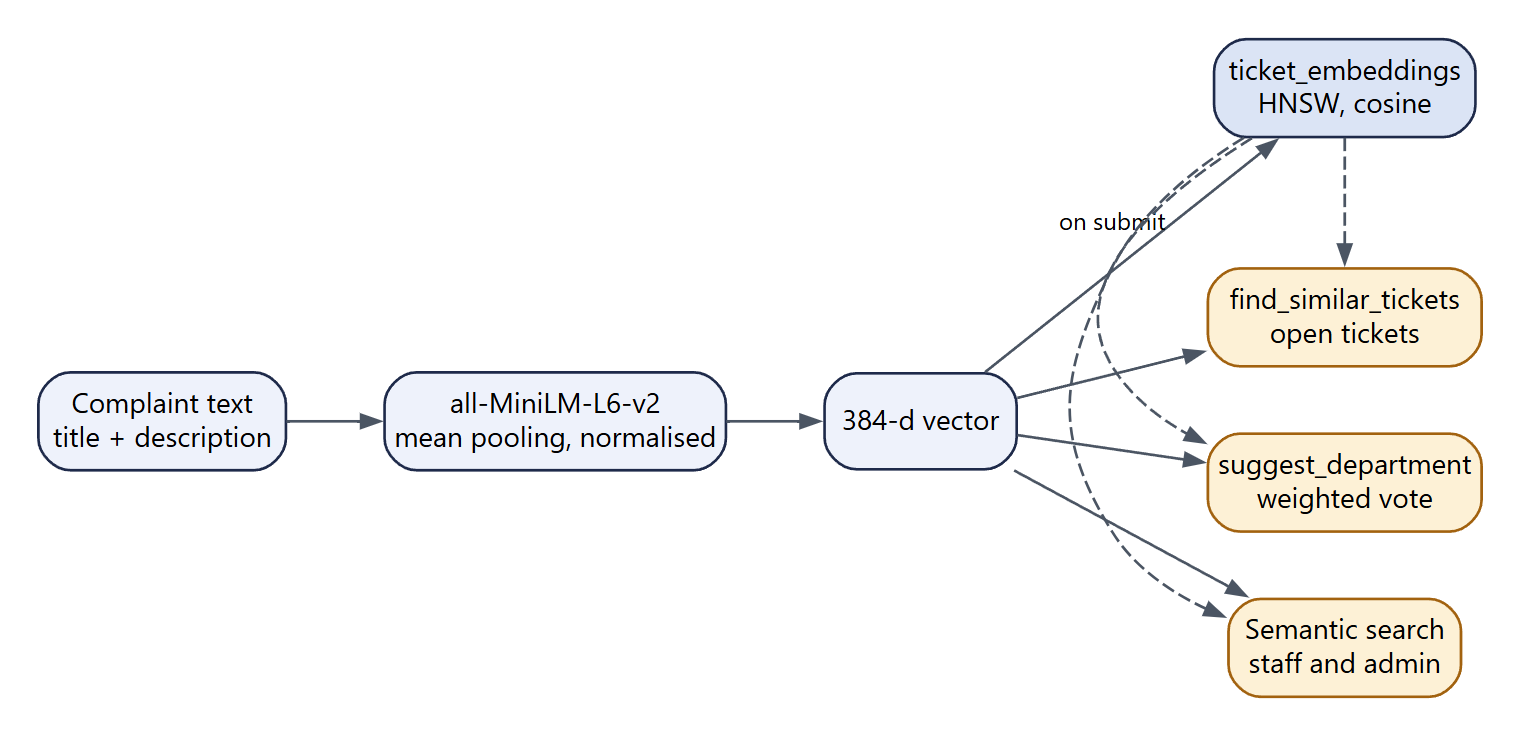 ticket_embeddings
HNSW, cosine
on submit
find_similar_tickets
open tickets
Complaint text
title + description
all-MiniLM-L6-v2
mean pooling, normalised
384-d vector
suggest_department
weighted vote
Semantic search
staff and admin